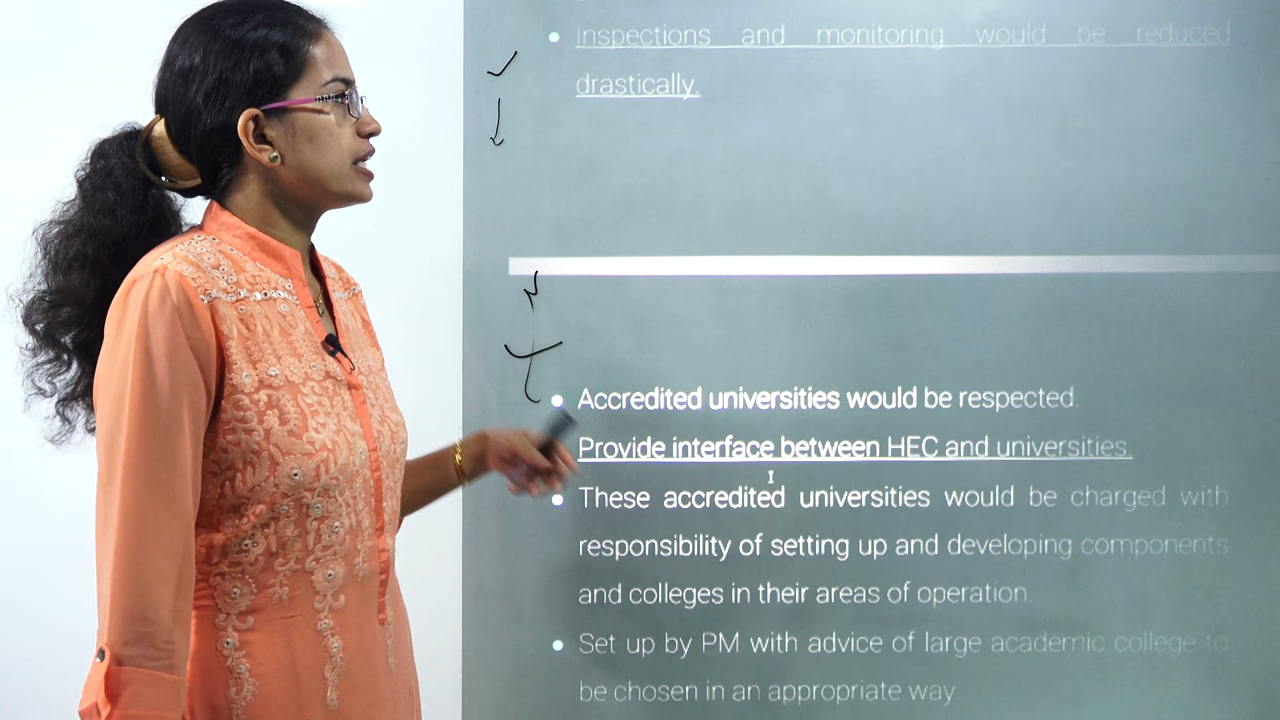 Inspections and monitoring would be reduced
drastically.
Accredited universities would be respected.
Provide interface between HEC and universities.
These accredited universities would be charged with
responsibility of setting up and developing components
and colleges in their areas of operation.
Set up by PM with advice of large academic college to
be chosen in an appropriate way